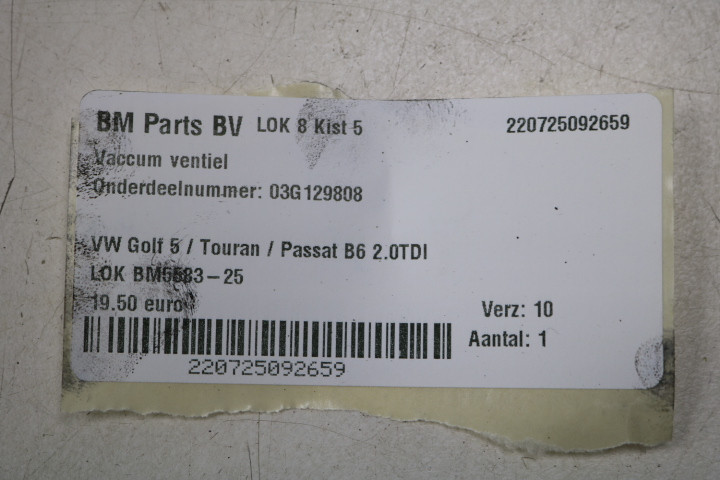 BM Parts BV LOK 8 Kist 5 220725092659
Vaccum ventiel
Onderdeelnummer: 03G129808
VW Golf 5 / Touran / Passat B6 2.0TDI
LOK BM5583-25
19.50 euro
Verz: 10
Aantal: 1
220725092659